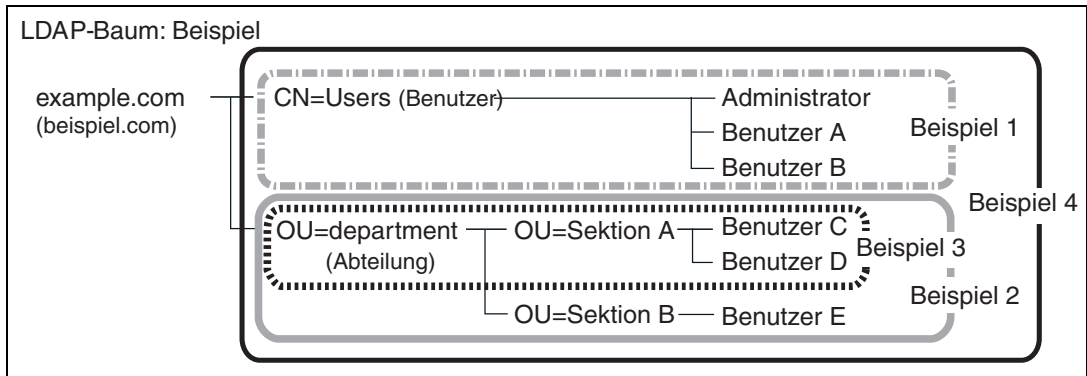 LDAP-Baum: Beispiel
example.com
(beispiel.com)
CN=Users (Benutzer)
Administrator
Benutzer A
Benutzer B
Beispiel 1
Beispiel 4
OU=department
(Abteilung)
OU=Sektion A
Benutzer C
Benutzer D
Beispiel 3
OU=Sektion B
Benutzer E
Beispiel 2